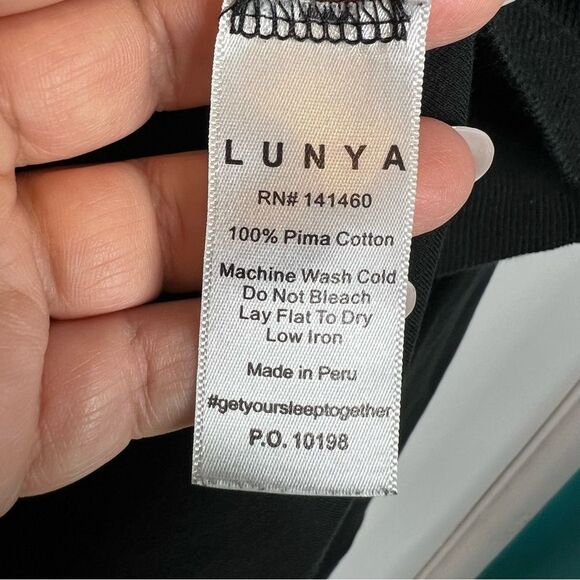 LUNYA
RN# 141460
100% Pima Cotton
Machine Wash Cold
Do Not Bleach
Lay Flat To Dry
Low Iron
Made in Peru
#getyoursleeptogether
P.O. 10198